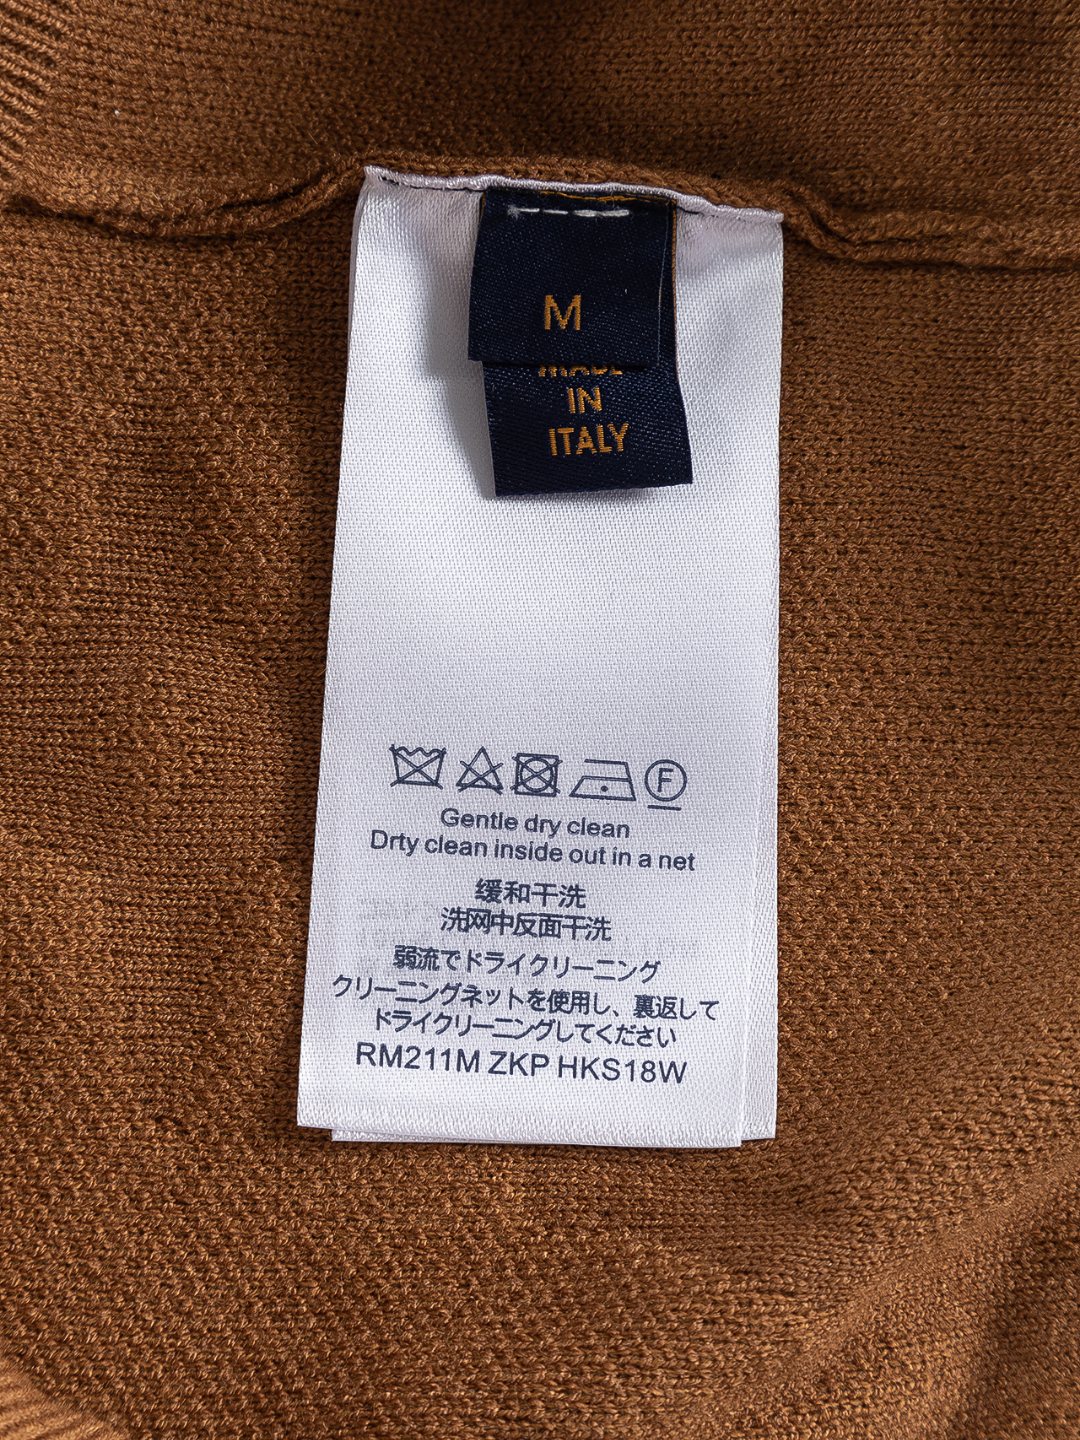 M
MADE
IN
ITALY
F
Gentle dry clean
Drty clean inside out in a net
缓和干洗
洗网中反面干洗
弱流でドライクリーニング
クリーニングネットを使用し、裏返して
ドライクリーニングしてください
RM211M ZKP HKS18W